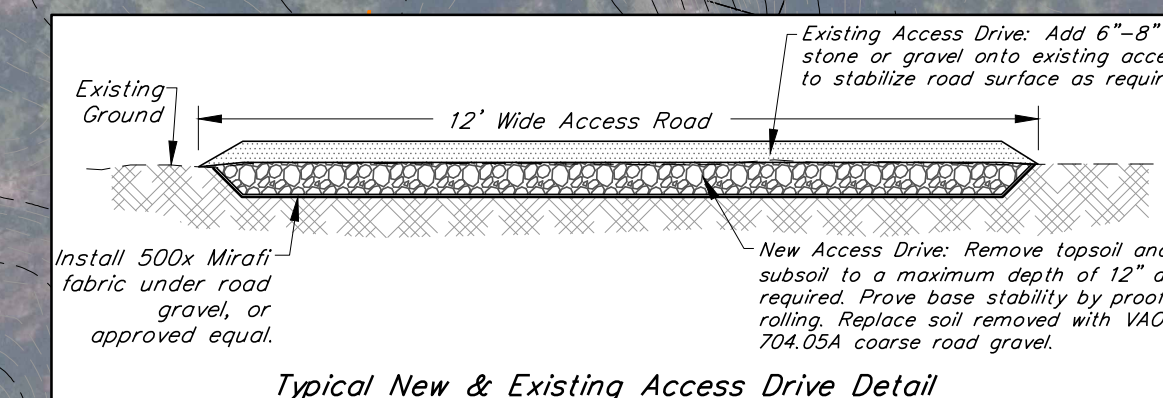 Existing Access Drive: Add 6"-8"
stone or gravel onto existing
to stabilize road surface as
Existing
Ground
12' Wide Access Road
Install 500x Mirafi
fabric under road
gravel, or
approved equal.
New Access Drive: Remove topsoil and
subsoil to a maximum depth of 12"
required. Prove base stability by proof
rolling. Replace soil removed with
704.05A coarse road gravel.
Typical New & Existing Access Drive Detail